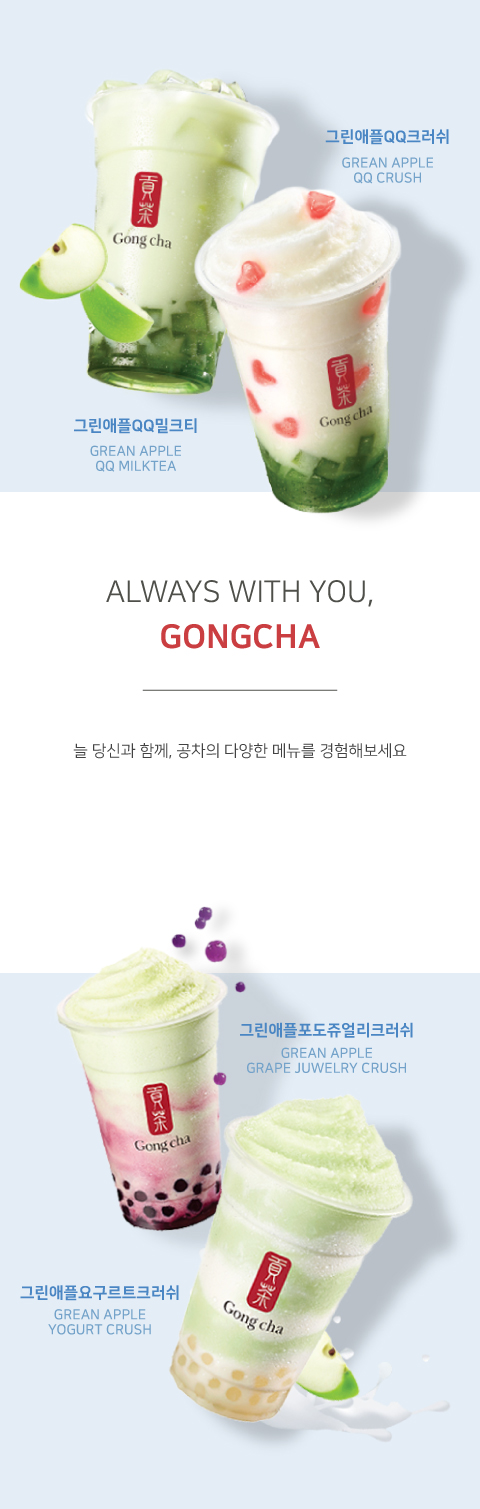 그린애플QQ크러쉬
GREAN APPLE
QQ CRUSH
貢茶
Gong cha
貢茶
Gong cha
그린애플QQ밀크티
GREAN APPLE
QQ MILKTEA
ALWAYS WITH YOU,
GONGCHA
늘 당신과 함께, 공차의 다양한 메뉴를 경험해보세요
그린애플포도쥬얼리크러쉬
GREAN APPLE
GRAPE JUWELRY CRUSH
貢茶
Gong cha
貢茶
Gong cha
그린애플요구르트크러쉬
GREAN APPLE
YOGURT CRUSH